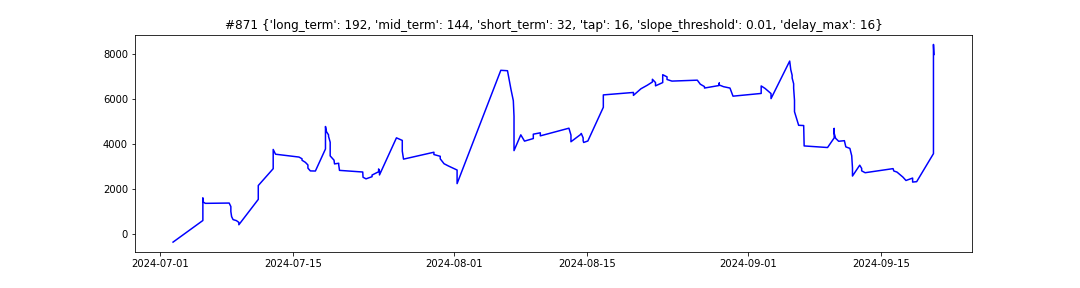 #871 {'long_term': 192, 'mid_term': 144, 'short_term': 32, 'tap': 16, 'slope_threshold': 0.01, 'delay_max': 16}
8000
6000
4000
2000
0
2024-07-01 2024-07-15 2024-08-01 2024-08-15 2024-09-01 2024-09-15